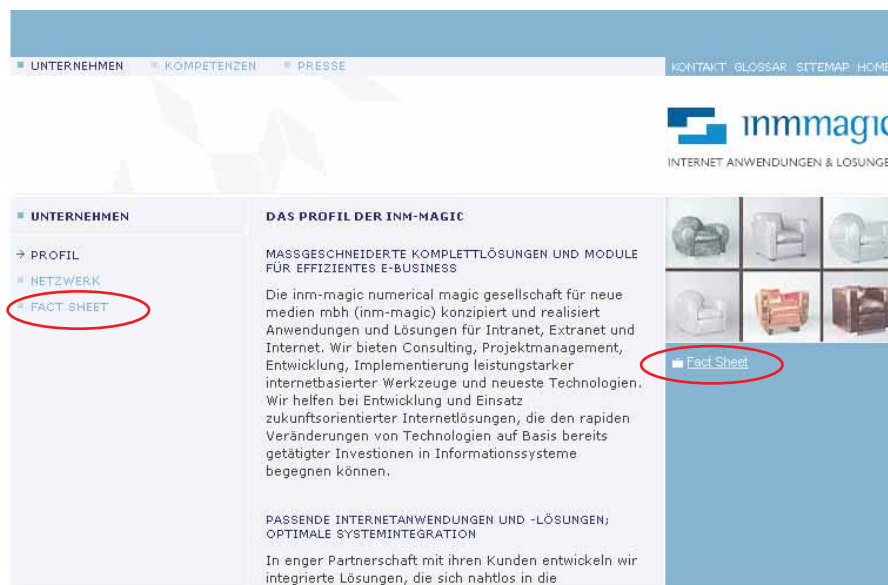 UNTERNEHMEN KOMPETENZEN PRESSE
KONTAKT GLOSSAR SITEMAP HOME
ınmmagic
INTERNET ANWENDUNGEN & LÖSUNGE
UNTERNEHMEN
PROFIL
NETZWERK
FACT SHEET
DAS PROFIL DER INM-MAGIC
MASSGESCHNEIDERTE KOMPLETTLÖSUNGEN UND MODULE
FÜR EFFIZIENTES E-BUSINESS
Die inm-magic numerical magic gesellschaft für neue
medien mbh (inm-magic) konzipiert und realisiert
Anwendungen und Lösungen für Intranet, Extranet und
Internet. Wir bieten Consulting, Projektmanagement,
Entwicklung, Implementierung leistungstarker
internetbasierter Werkzeuge und neueste Technologien.
Wir helfen bei Entwicklung und Einsatz
zukunftsorientierter Internetlösungen, die den rapiden
Veränderungen von Technologien auf Basis bereits
getätigter Investionen in Informationssysteme
begegnen können.
PASSENDE INTERNETANWENDUNGEN UND -LÖSUNGEN;
OPTIMALE SYSTEMINTEGRATION
In enger Partnerschaft mit ihren Kunden entwickeln wir
integrierte Lösungen, die sich nahtlos in die
Fact Sheet